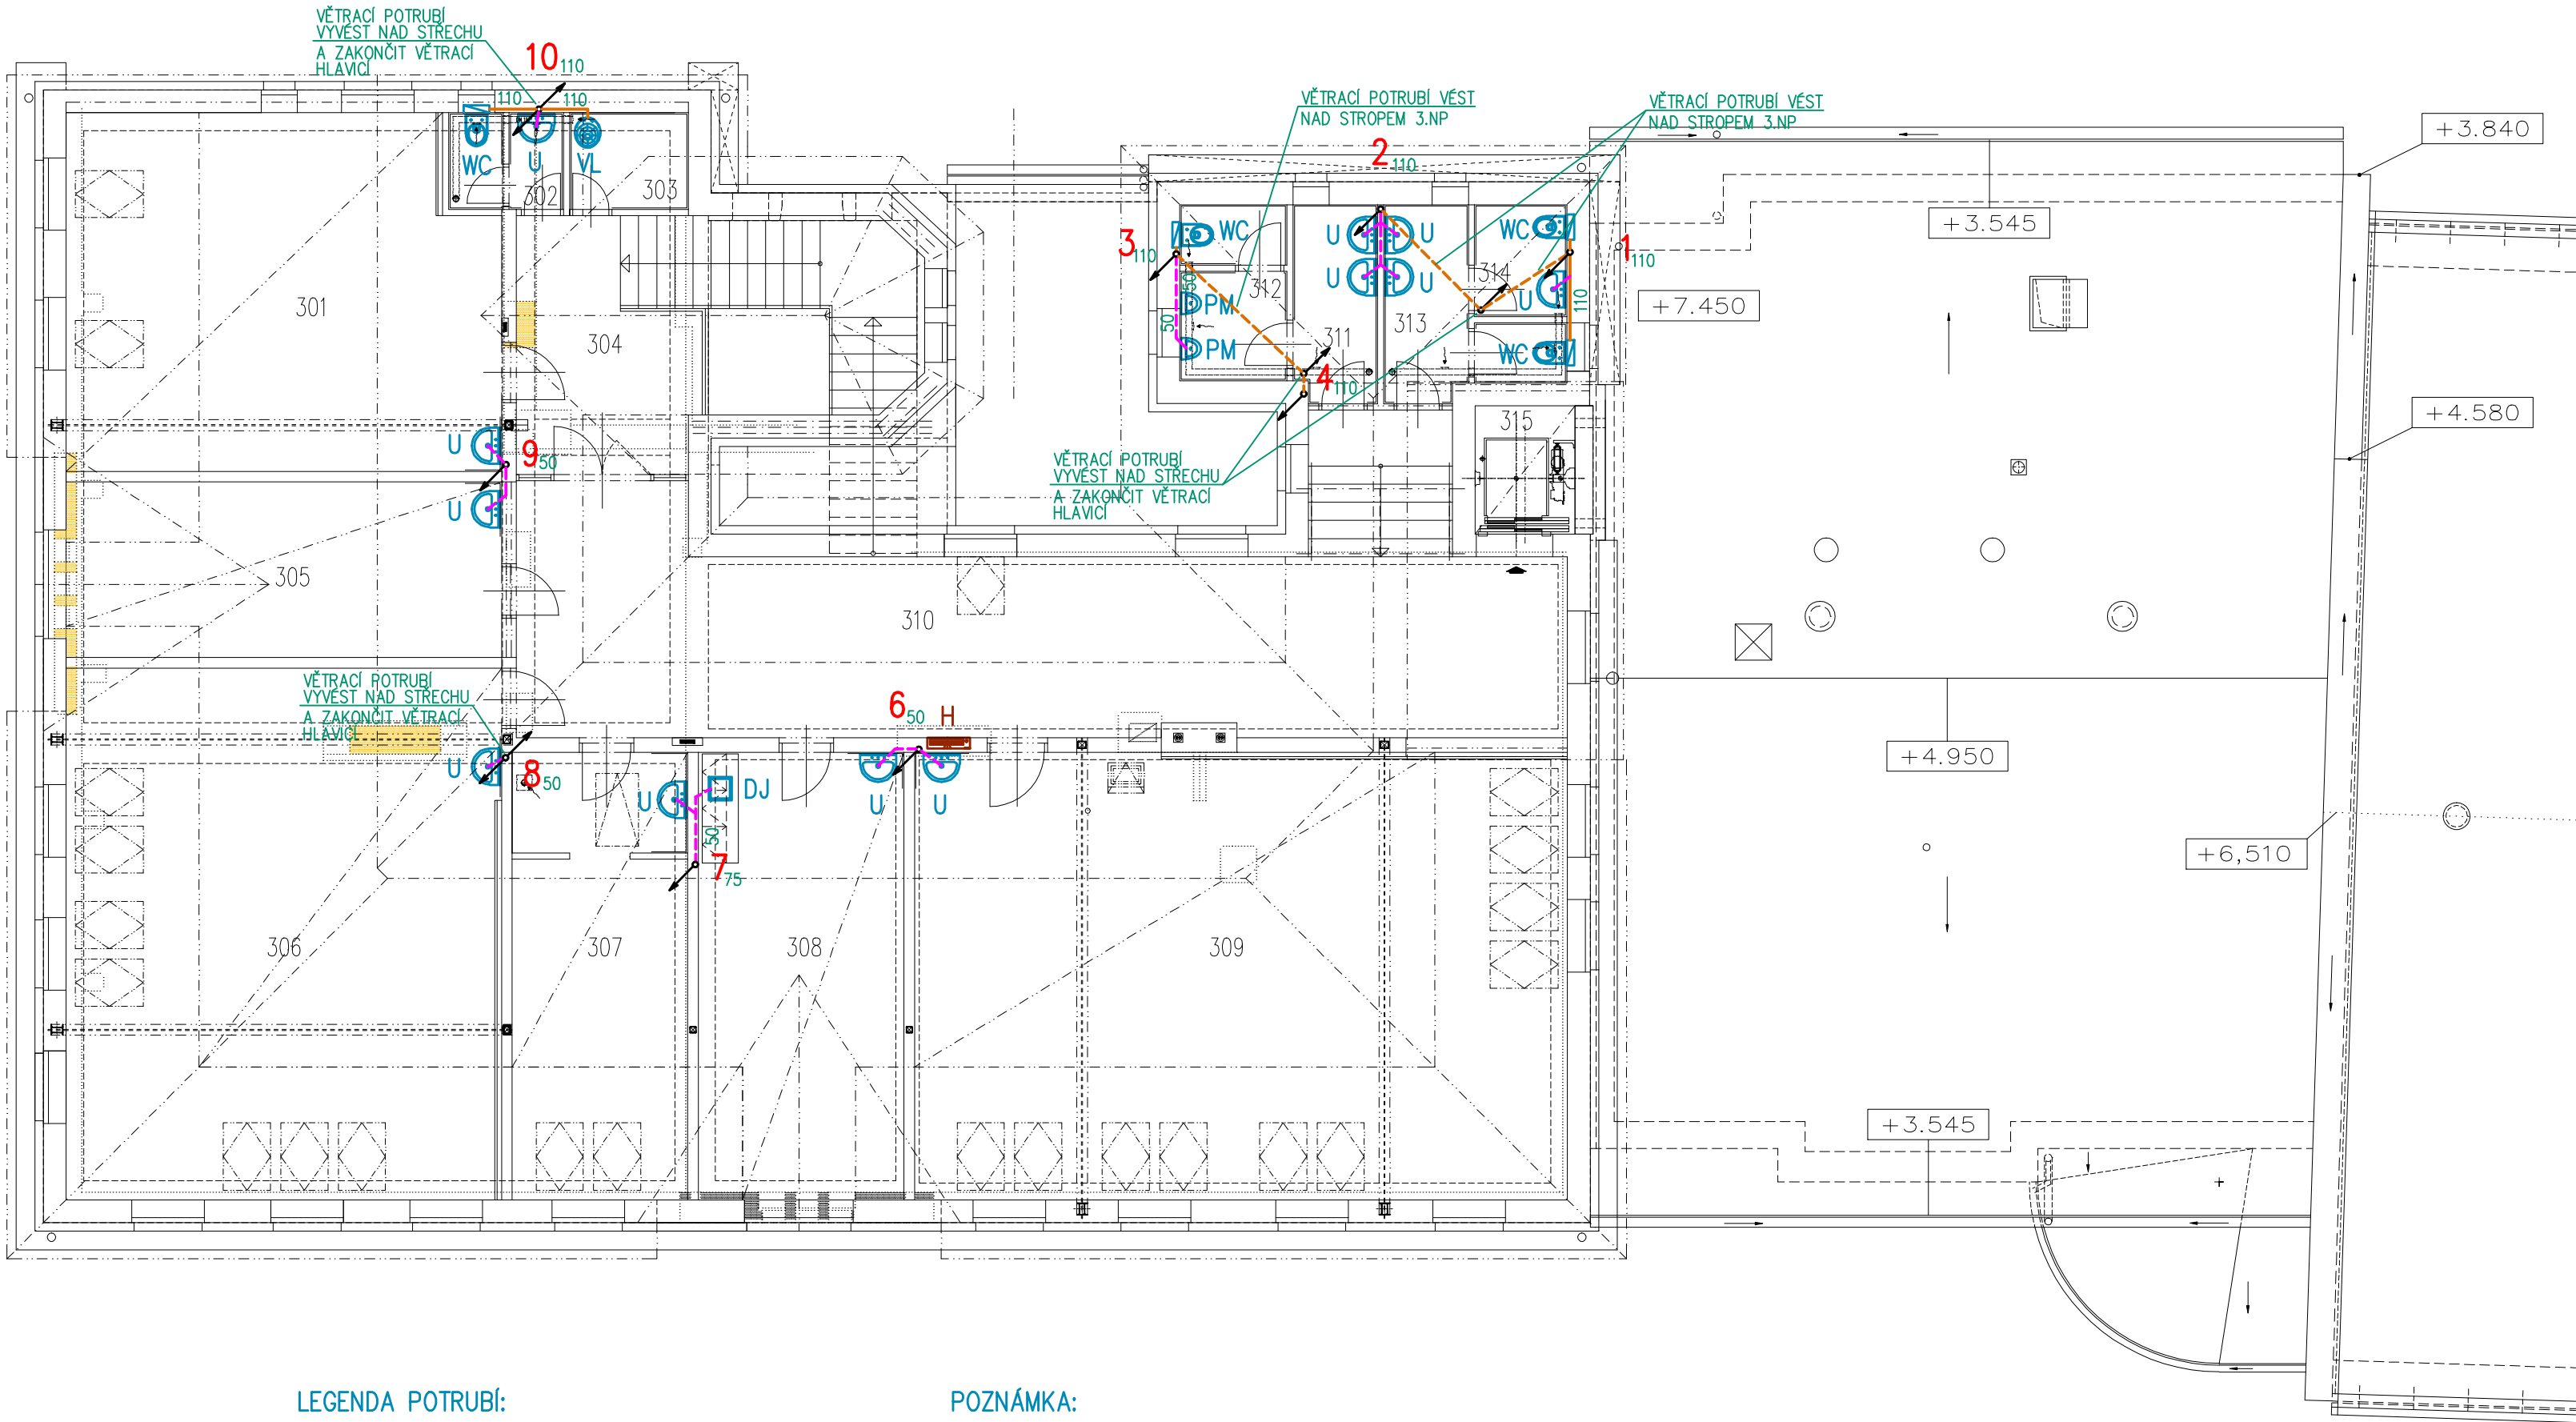 VĚTRACÍ POTRUBÍ
VYVÉST NAD STŘECHU
A ZAKONČIT VĚTRACÍ
HLAVICÍ
10 110
110
110
WC
U
VL
302
303
301
304
VĚTRACÍ POTRUBÍ VÉST
NAD STROPEM 3.NP
VĚTRACÍ POTRUBÍ VÉST
NAD STROPEM 3.NP
2 110
3 110
WC
U
U
WC
1 110
50
312
PM
U
U
314
U
110
50
PM
311
313
WC
4 110
315
+3.840
+3.545
+7.450
+4.580
U
9 50
U
VĚTRACÍ POTRUBÍ
VYVÉST NAD STŘECHU
A ZAKONČIT VĚTRACÍ
HLAVICÍ
305
310
VĚTRACÍ POTRUBÍ
VYVÉST NAD STŘECHU
A ZAKONČIT VĚTRACÍ
HLAVICÍ
6 50
H
U
8 50
U
DJ
U
U
50
7 75
+4.950
+6,510
306
307
308
309
+3.545
LEGENDA POTRUBÍ:
POZNÁMKA: